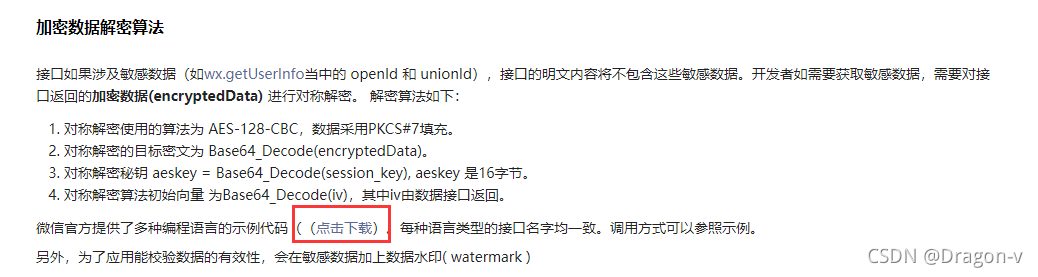 加密数据解密算法
接口如果涉及敏感数据（如wx.getUserInfo当中的 openId 和 unionId），接口的明文内容将不包含这些敏感数据。开发者如需要获取敏感数据，需要对接
口返回的加密数据(encryptedData) 进行对称解密。 解密算法如下：
1. 对称解密使用的算法为 AES-128-CBC，数据采用PKCS#7填充。
2. 对称解密的目标密文为 Base64_Decode(encryptedData)。
3. 对称解密秘钥 aeskey = Base64_Decode(session_key), aeskey 是16字节。
4. 对称解密算法初始向量 为Base64_Decode(iv)，其中iv由数据接口返回。
微信官方提供了多种编程语言的示例代码（（点击下载）。每种语言类型的接口名字均一致。调用方式可以参照示例。
另外，为了应用能校验数据的有效性，会在敏感数据加上数据水印( watermark )
CSDN @Dragon-v